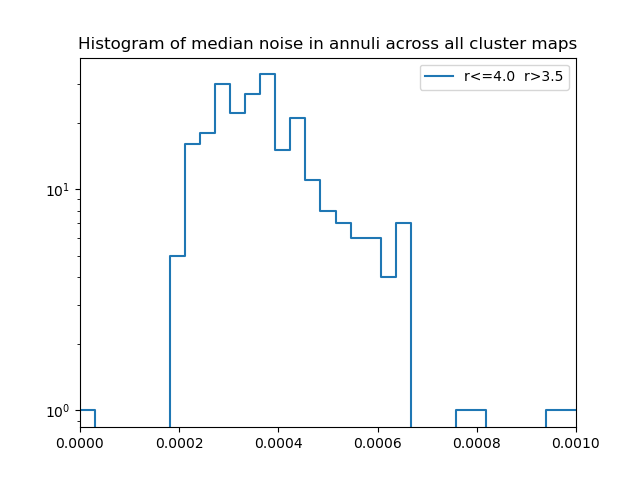 Histogram of median noise in annuli across all cluster maps
r<=4.0  r>3.5
10¹
10⁰
0.0000 0.0002 0.0004 0.0006 0.0008 0.0010